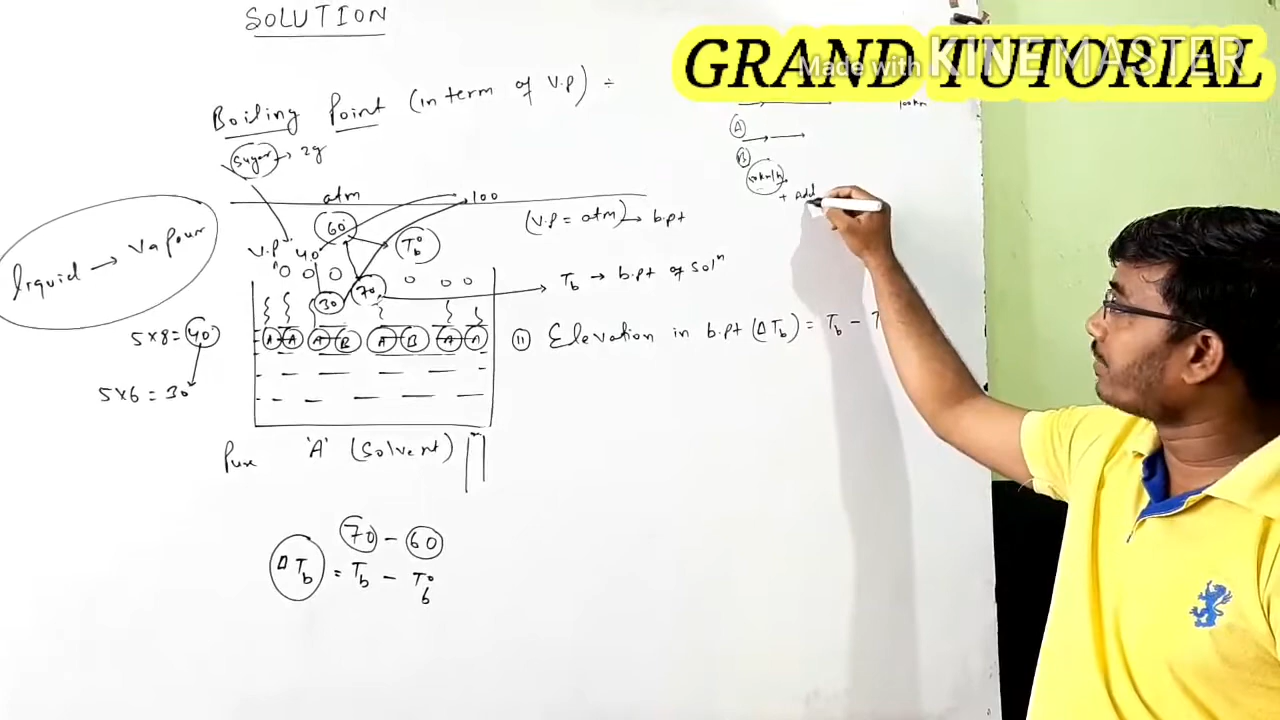 SOLUTION
GRAND TUTORIAL
Made with KINEMASTER
Boiling Point (in term of V.P) ÷
Sugar → 2g
100km
A
B
+ Add
atm
100
60
(V.P = atm) → b.pt
V.P
40
T°b
liquid → vapour
30
70
Tb → b.pt of Solⁿ
5 x 8 = 40
A A A B A B A A
(ii) Elevation in b.pt (ΔTb) = Tb - T
5 x 6 = 30
Pure 'A' (Solvent)
70 - 60
ΔTb = Tb - T°b